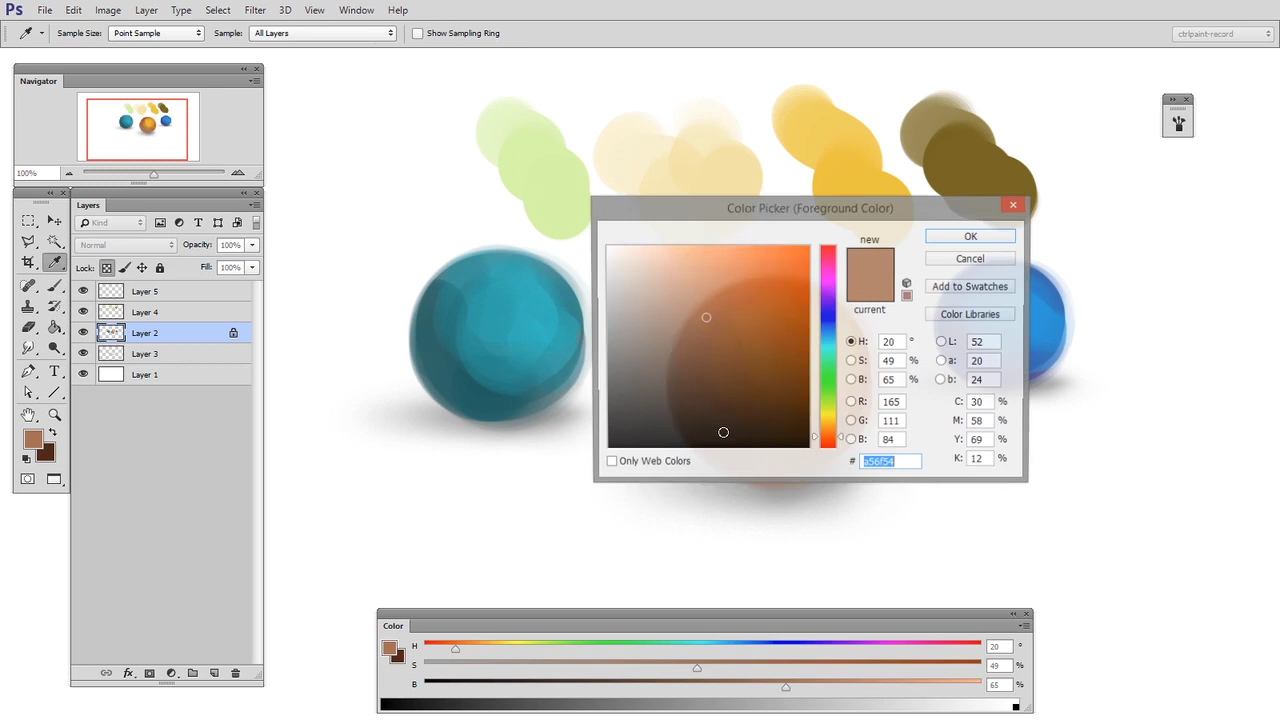 Ps File Edit Image Layer Type Select Filter 3D View Window Help
Sample Size: Point Sample Sample: All Layers Show Sampling Ring ctrlpaint-record
Navigator
100%
Layers
Kind
Normal Opacity: 100%
Lock: Fill: 100%
Layer 5
Layer 4
Layer 2
Layer 3
Layer 1
fx
Color Picker (Foreground Color)
new
current
OK
Cancel
Add to Swatches
Color Libraries
H: 20 °
S: 49 %
B: 65 %
R: 165
G: 111
B: 84
# a56f54
L: 52
a: 20
b: 24
C: 30 %
M: 58 %
Y: 69 %
K: 12 %
Only Web Colors
Color
H 20 °
S 49 %
B 65 %